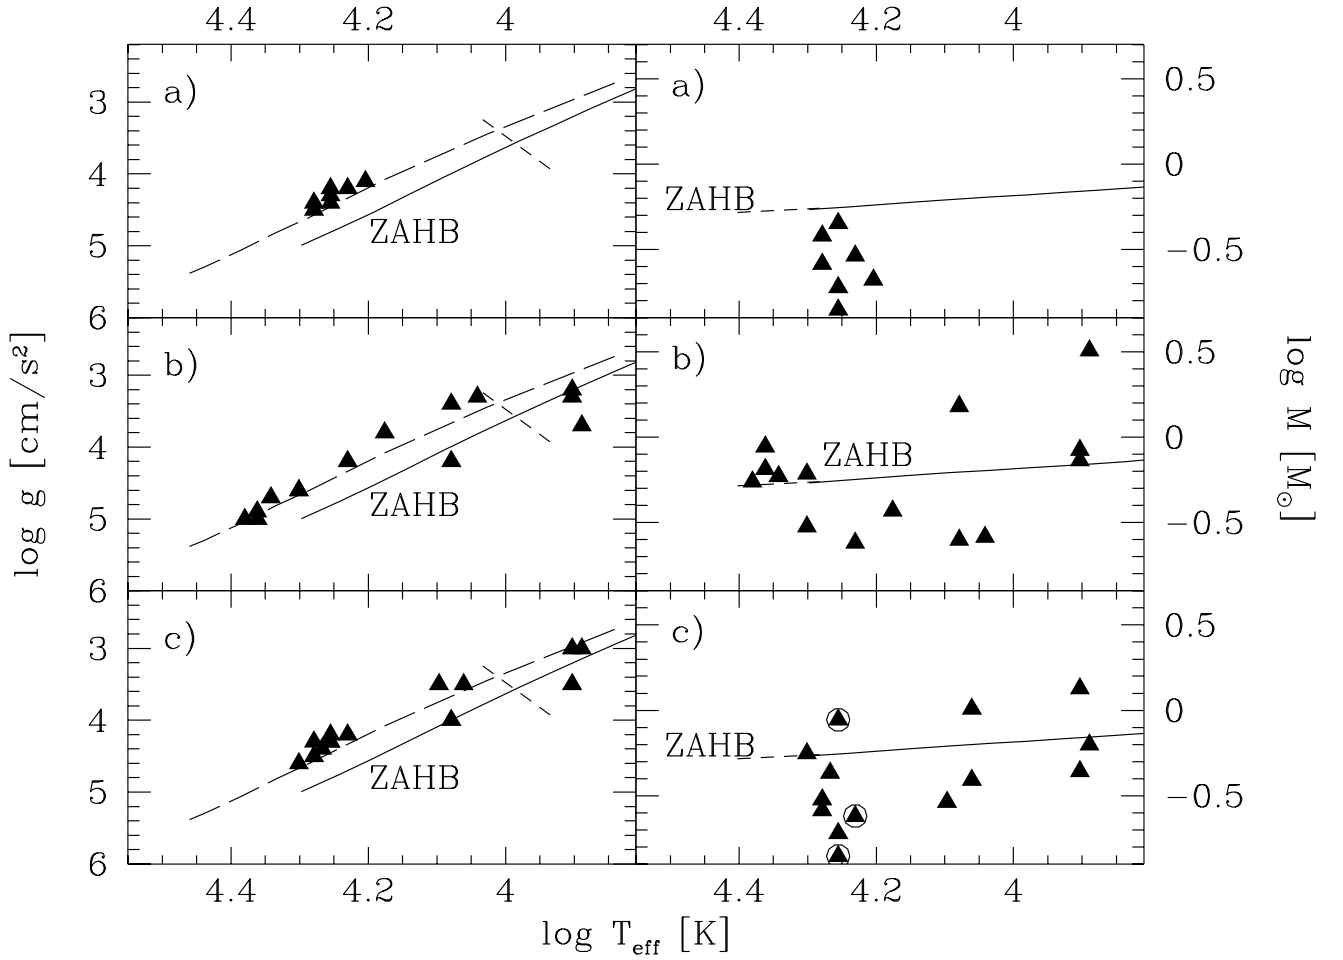 4.4 4.2 4 4.4 4.2 4
a) a) 0.5
3
4 0
ZAHB
5 ZAHB −0.5
6
b) b) 0.5
3
ZAHB 0
4
5 ZAHB −0.5
6
c) c) 0.5
3
4 0
ZAHB
5 ZAHB −0.5
6
4.4 4.2 4 4.4 4.2 4
log T_eff [K]
log g [cm/s²]
log M [M⊙]